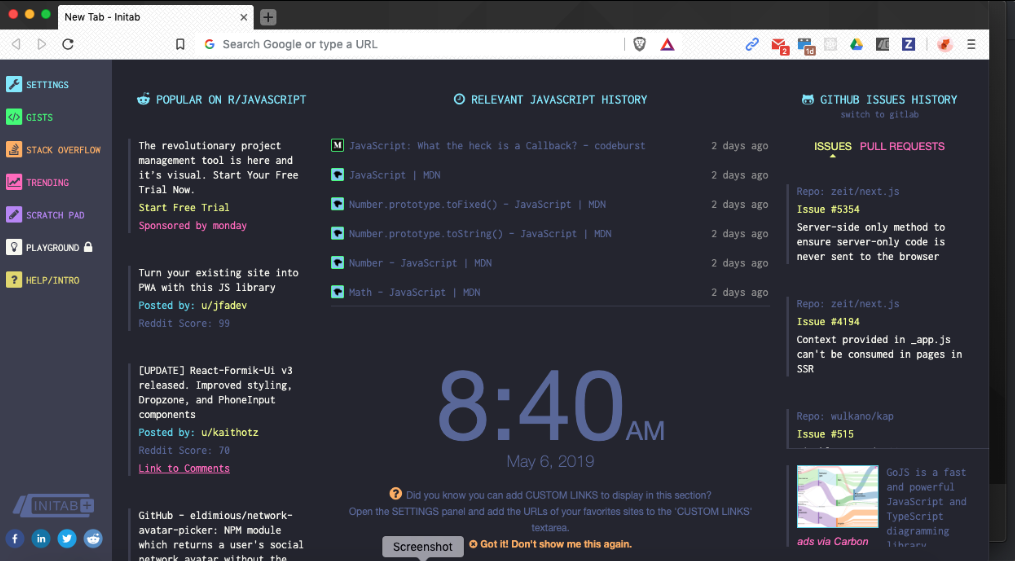 New Tab - Initab
Search Google or type a URL
2
1d
Z
SETTINGS
GISTS
STACK OVERFLOW
TRENDING
SCRATCH PAD
PLAYGROUND
? HELP/INTRO
INITAB+
POPULAR ON R/JAVASCRIPT
The revolutionary project
management tool is here and
it's visual. Start Your Free
Trial Now.
Start Free Trial
Sponsored by monday
Turn your existing site into
PWA with this JS library
Posted by: u/jfadev
Reddit Score: 99
[UPDATE] React-Formik-Ui v3
released. Improved styling,
Dropzone, and PhoneInput
components
Posted by: u/kaithotz
Reddit Score: 70
Link to Comments
GitHub - eldimious/network-
avatar-picker: NPM module
which returns a user's social
network avatar without the
RELEVANT JAVASCRIPT HISTORY
JavaScript: What the heck is a Callback? - codeburst 2 days ago
JavaScript | MDN 2 days ago
Number.prototype.toFixed() - JavaScript | MDN 2 days ago
Number.prototype.toString() - JavaScript | MDN 2 days ago
Number - JavaScript | MDN 2 days ago
Math - JavaScript | MDN 2 days ago
8:40 AM
May 6, 2019
Did you know you can add CUSTOM LINKS to display in this section?
Open the SETTINGS panel and add the URLs of your favorites sites to the 'CUSTOM LINKS'
textarea.
Got it! Don't show me this again.
Screenshot
GITHUB ISSUES HISTORY
switch to gitlab
ISSUES PULL REQUESTS
Repo: zeit/next.js
Issue #5354
Server-side only method to
ensure server-only code is
never sent to the browser
Repo: zeit/next.js
Issue #4194
Context provided in _app.js
can't be consumed in pages in
SSR
Repo: wulkano/kap
Issue #515
GoJS is a fast
and powerful
JavaScript and
TypeScript
diagramming
library
ads via Carbon